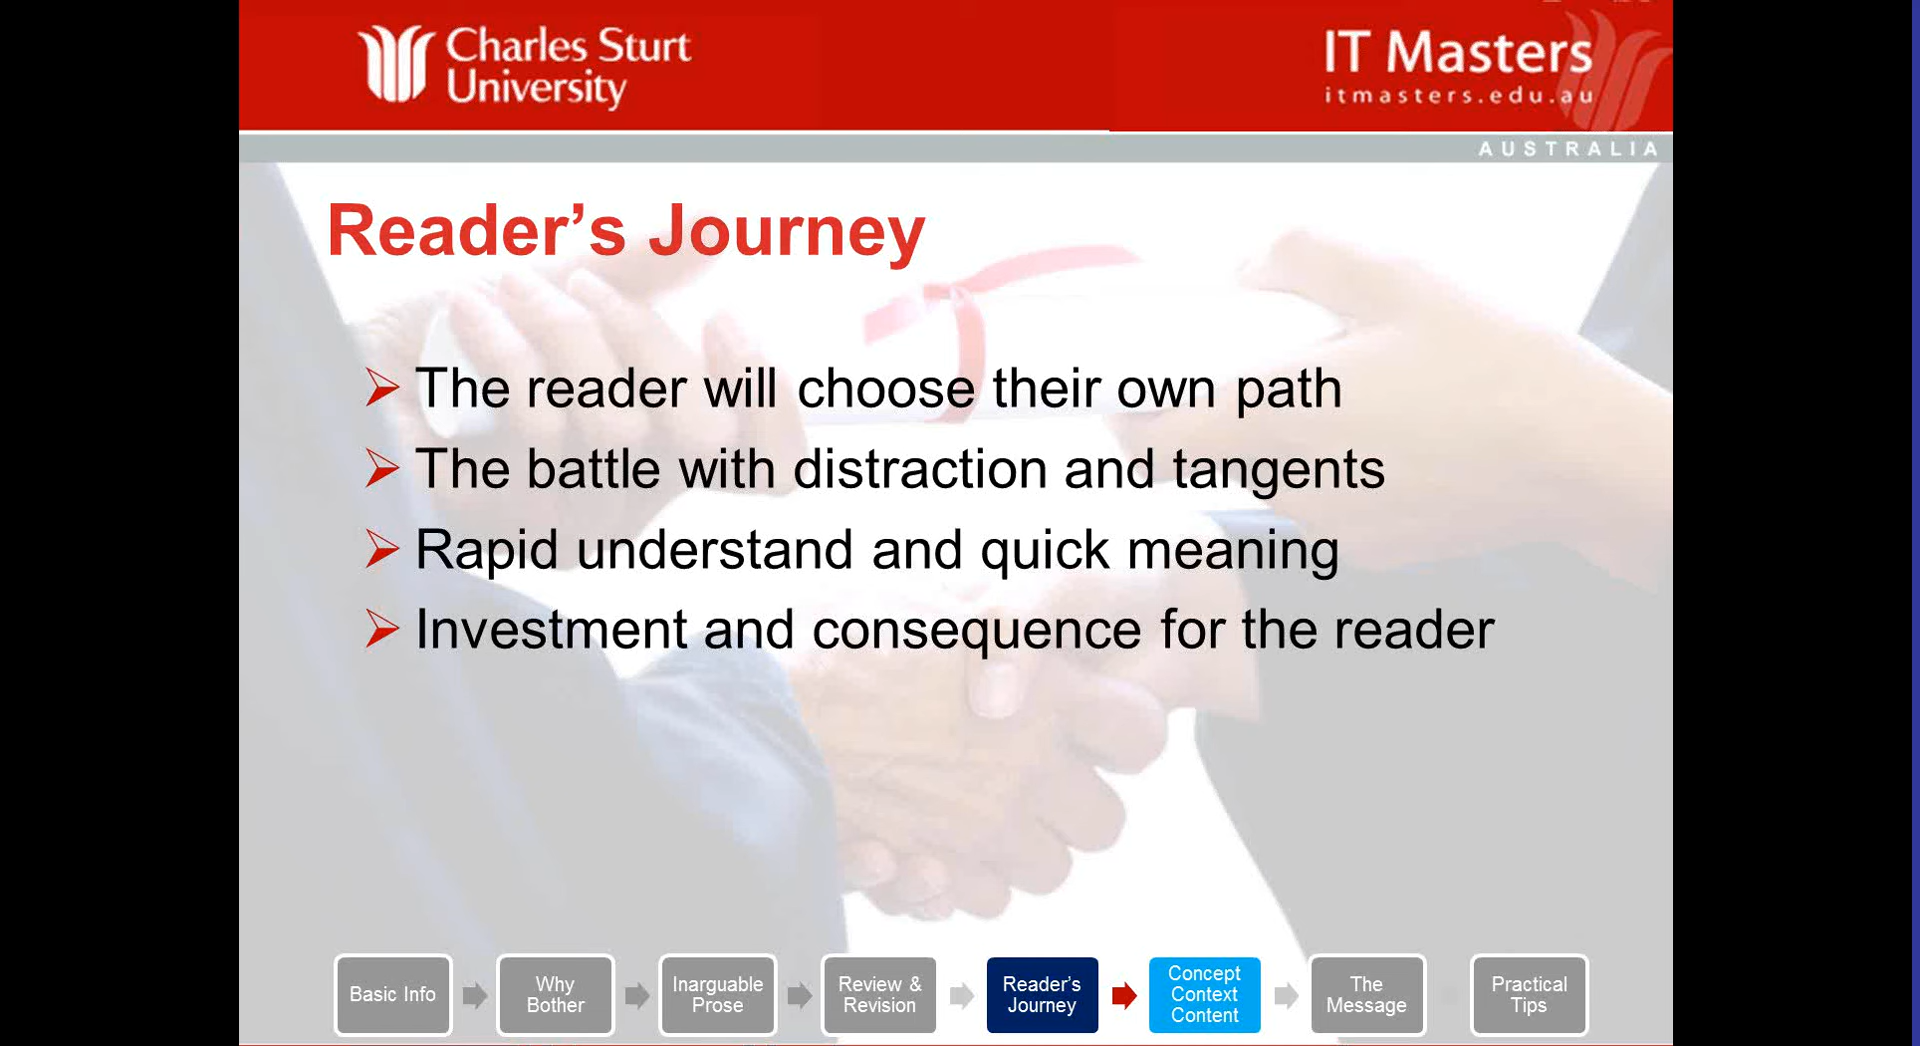 Charles Sturt
University
IT Masters
itmasters.edu.au
AUSTRALIA
Reader’s Journey
The reader will choose their own path
The battle with distraction and tangents
Rapid understand and quick meaning
Investment and consequence for the reader
Basic Info
Why
Bother
Inarguable
Prose
Review &
Revision
Reader’s
Journey
Concept
Context
Content
The
Message
Practical
Tips